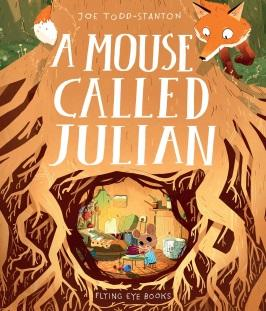 JOE TODD-STANTON
A MOUSE
CALLED
JULIAN
FLYING EYE BOOKS